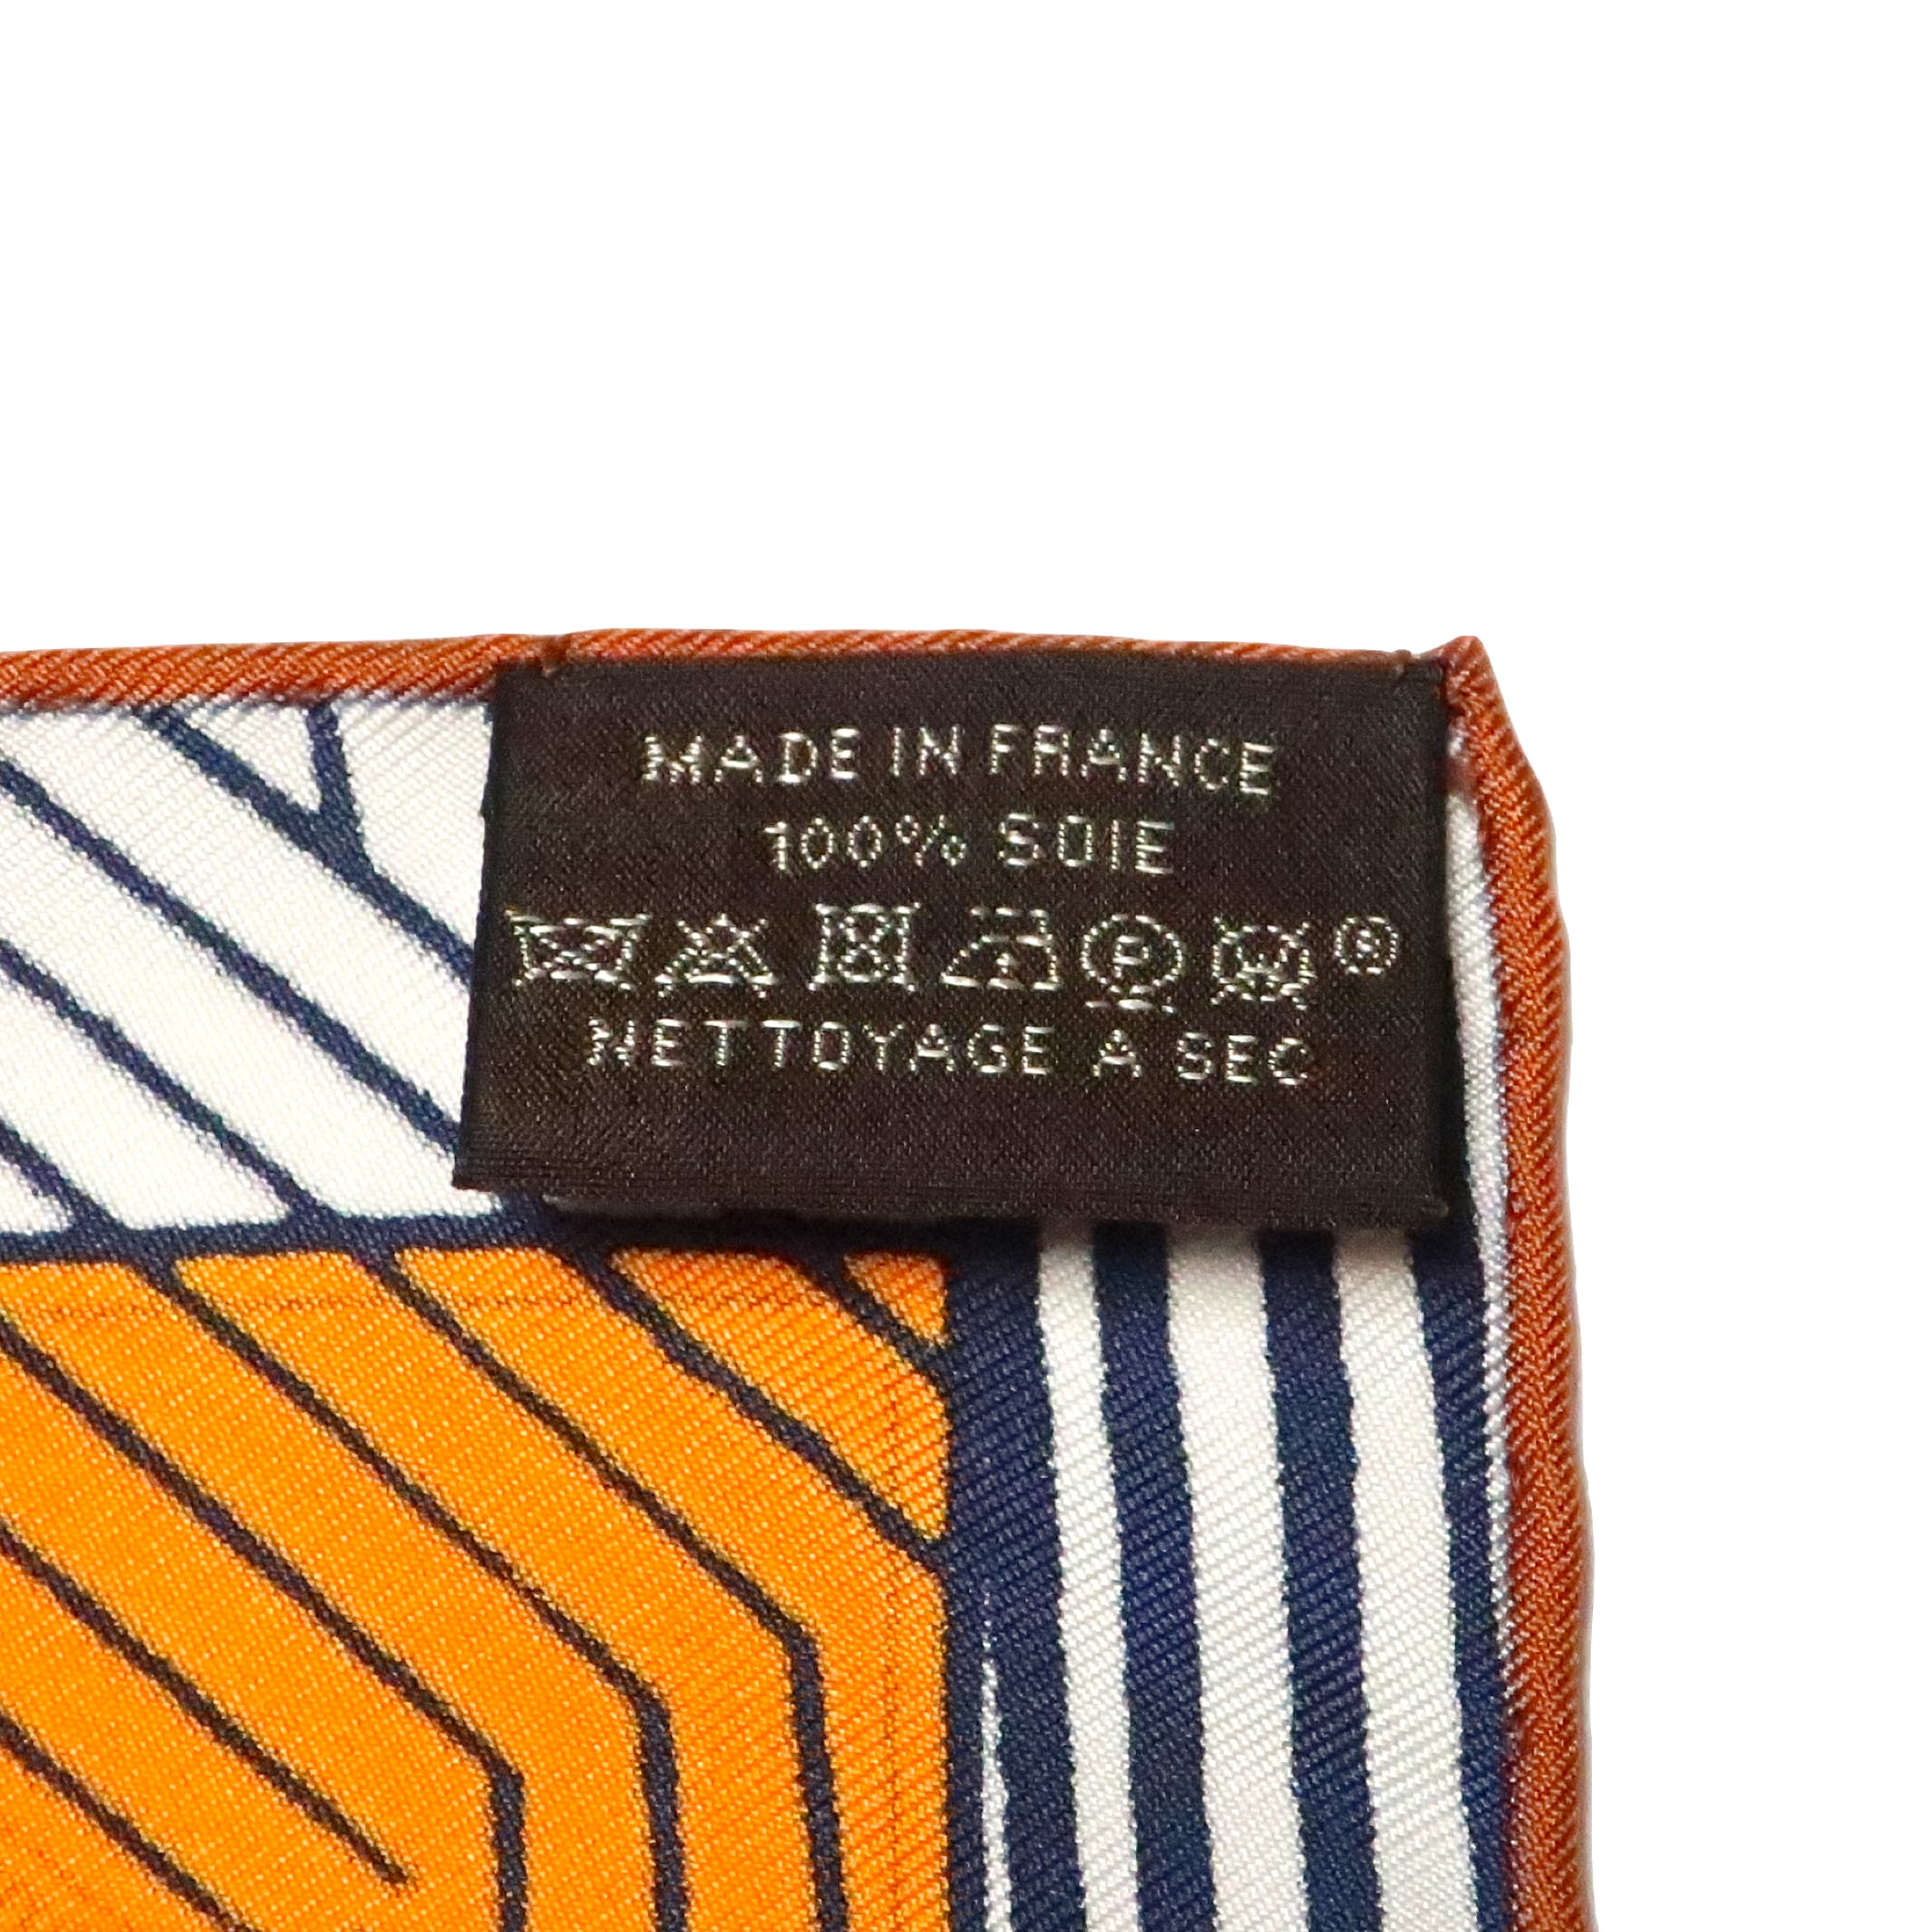 MADE IN FRANCE
100% SOIE
P ®
NETTOYAGE A SEC